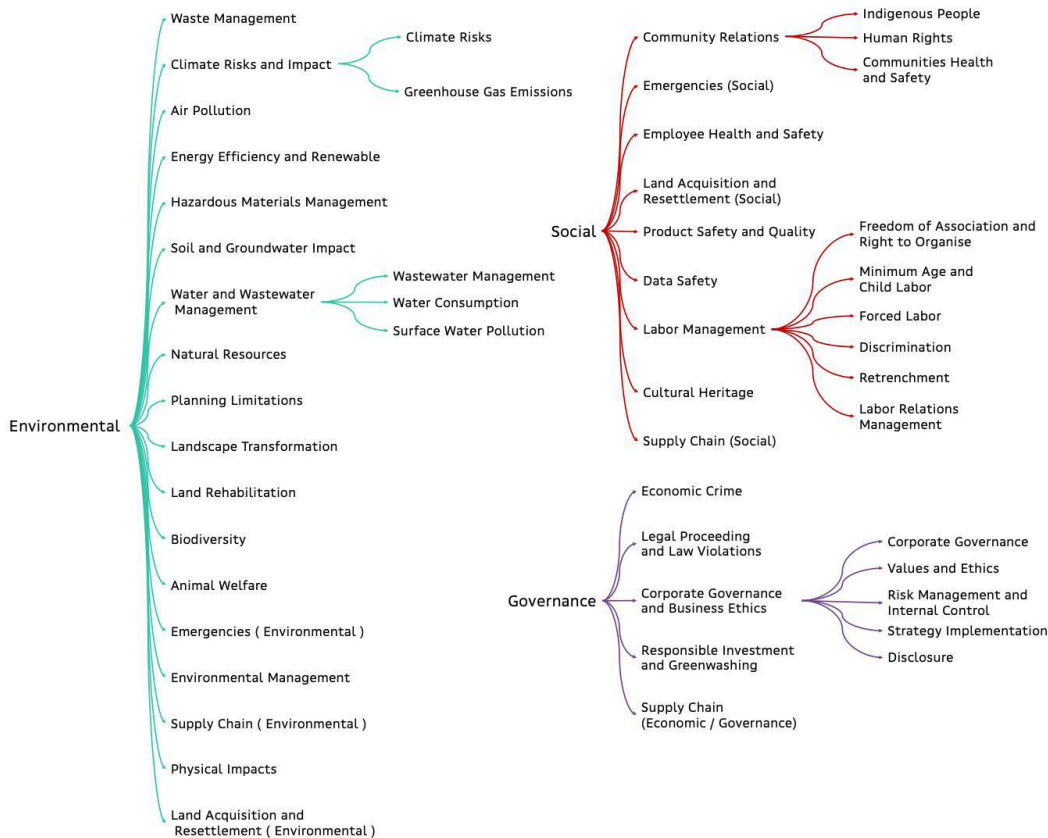 Environmental
Waste Management
Climate Risks and Impact
Climate Risks
Greenhouse Gas Emissions
Air Pollution
Energy Efficiency and Renewable
Hazardous Materials Management
Soil and Groundwater Impact
Water and Wastewater
Management
Wastewater Management
Water Consumption
Surface Water Pollution
Natural Resources
Planning Limitations
Landscape Transformation
Land Rehabilitation
Biodiversity
Animal Welfare
Emergencies ( Environmental )
Environmental Management
Supply Chain ( Environmental )
Physical Impacts
Land Acquisition and
Resettlement ( Environmental )
Social
Community Relations
Indigenous People
Human Rights
Communities Health
and Safety
Emergencies (Social)
Employee Health and Safety
Land Acquisition and
Resettlement (Social)
Product Safety and Quality
Data Safety
Labor Management
Freedom of Association and
Right to Organise
Minimum Age and
Child Labor
Forced Labor
Discrimination
Retrenchment
Labor Relations
Management
Cultural Heritage
Supply Chain (Social)
Governance
Economic Crime
Legal Proceeding
and Law Violations
Corporate Governance
and Business Ethics
Corporate Governance
Values and Ethics
Risk Management and
Internal Control
Strategy Implementation
Disclosure
Responsible Investment
and Greenwashing
Supply Chain
(Economic / Governance)